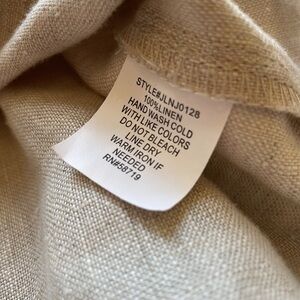 STYLE#JLNJ0128
100%LINEN
HAND WASH COLD
WITH LIKE COLORS
DO NOT BLEACH
LINE DRY
WARM IRON IF
NEEDED
RN#58719